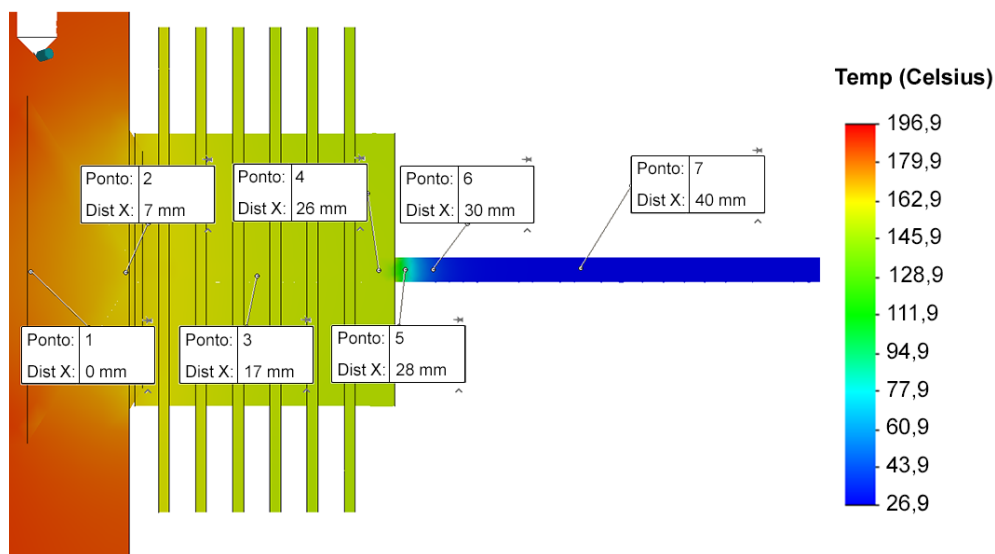 Temp (Celsius)
196,9
179,9
162,9
145,9
128,9
111,9
94,9
77,9
60,9
43,9
26,9
Ponto: 2
Dist X: 7 mm
Ponto: 4
Dist X: 26 mm
Ponto: 6
Dist X: 30 mm
Ponto: 7
Dist X: 40 mm
Ponto: 1
Dist X: 0 mm
Ponto: 3
Dist X: 17 mm
Ponto: 5
Dist X: 28 mm